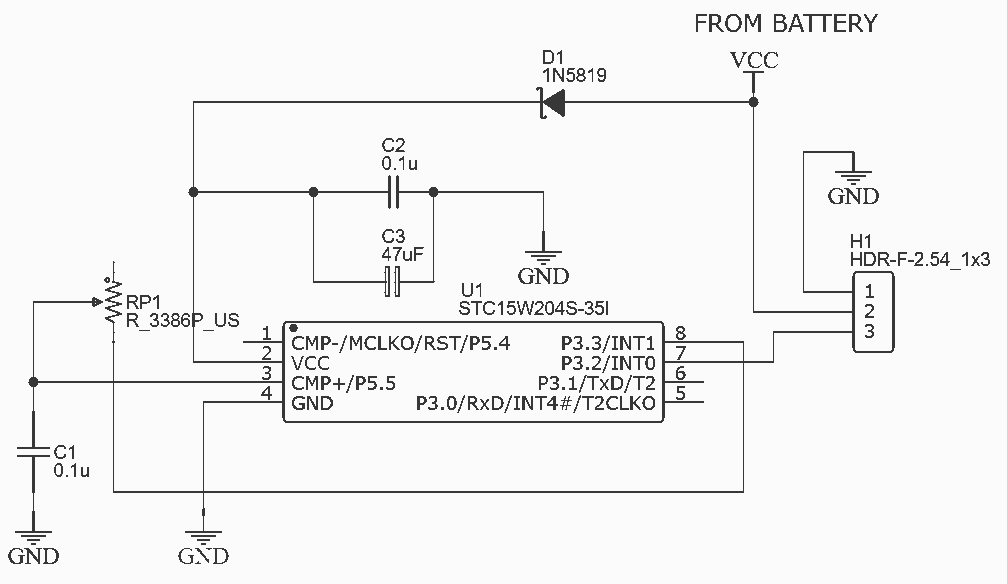 FROM BATTERY
VCC
D1
1N5819
C2
0.1u
GND
C3
47uF
GND
H1
HDR-F-2.54_1x3
1
2
3
RP1
R_3386P_US
U1
STC15W204S-35I
1 CMP-/MCLKO/RST/P5.4 P3.3/INT1 8
2 VCC P3.2/INT0 7
3 CMP+/P5.5 P3.1/TxD/T2 6
4 GND P3.0/RxD/INT4#/T2CLKO 5
C1
0.1u
GND
GND